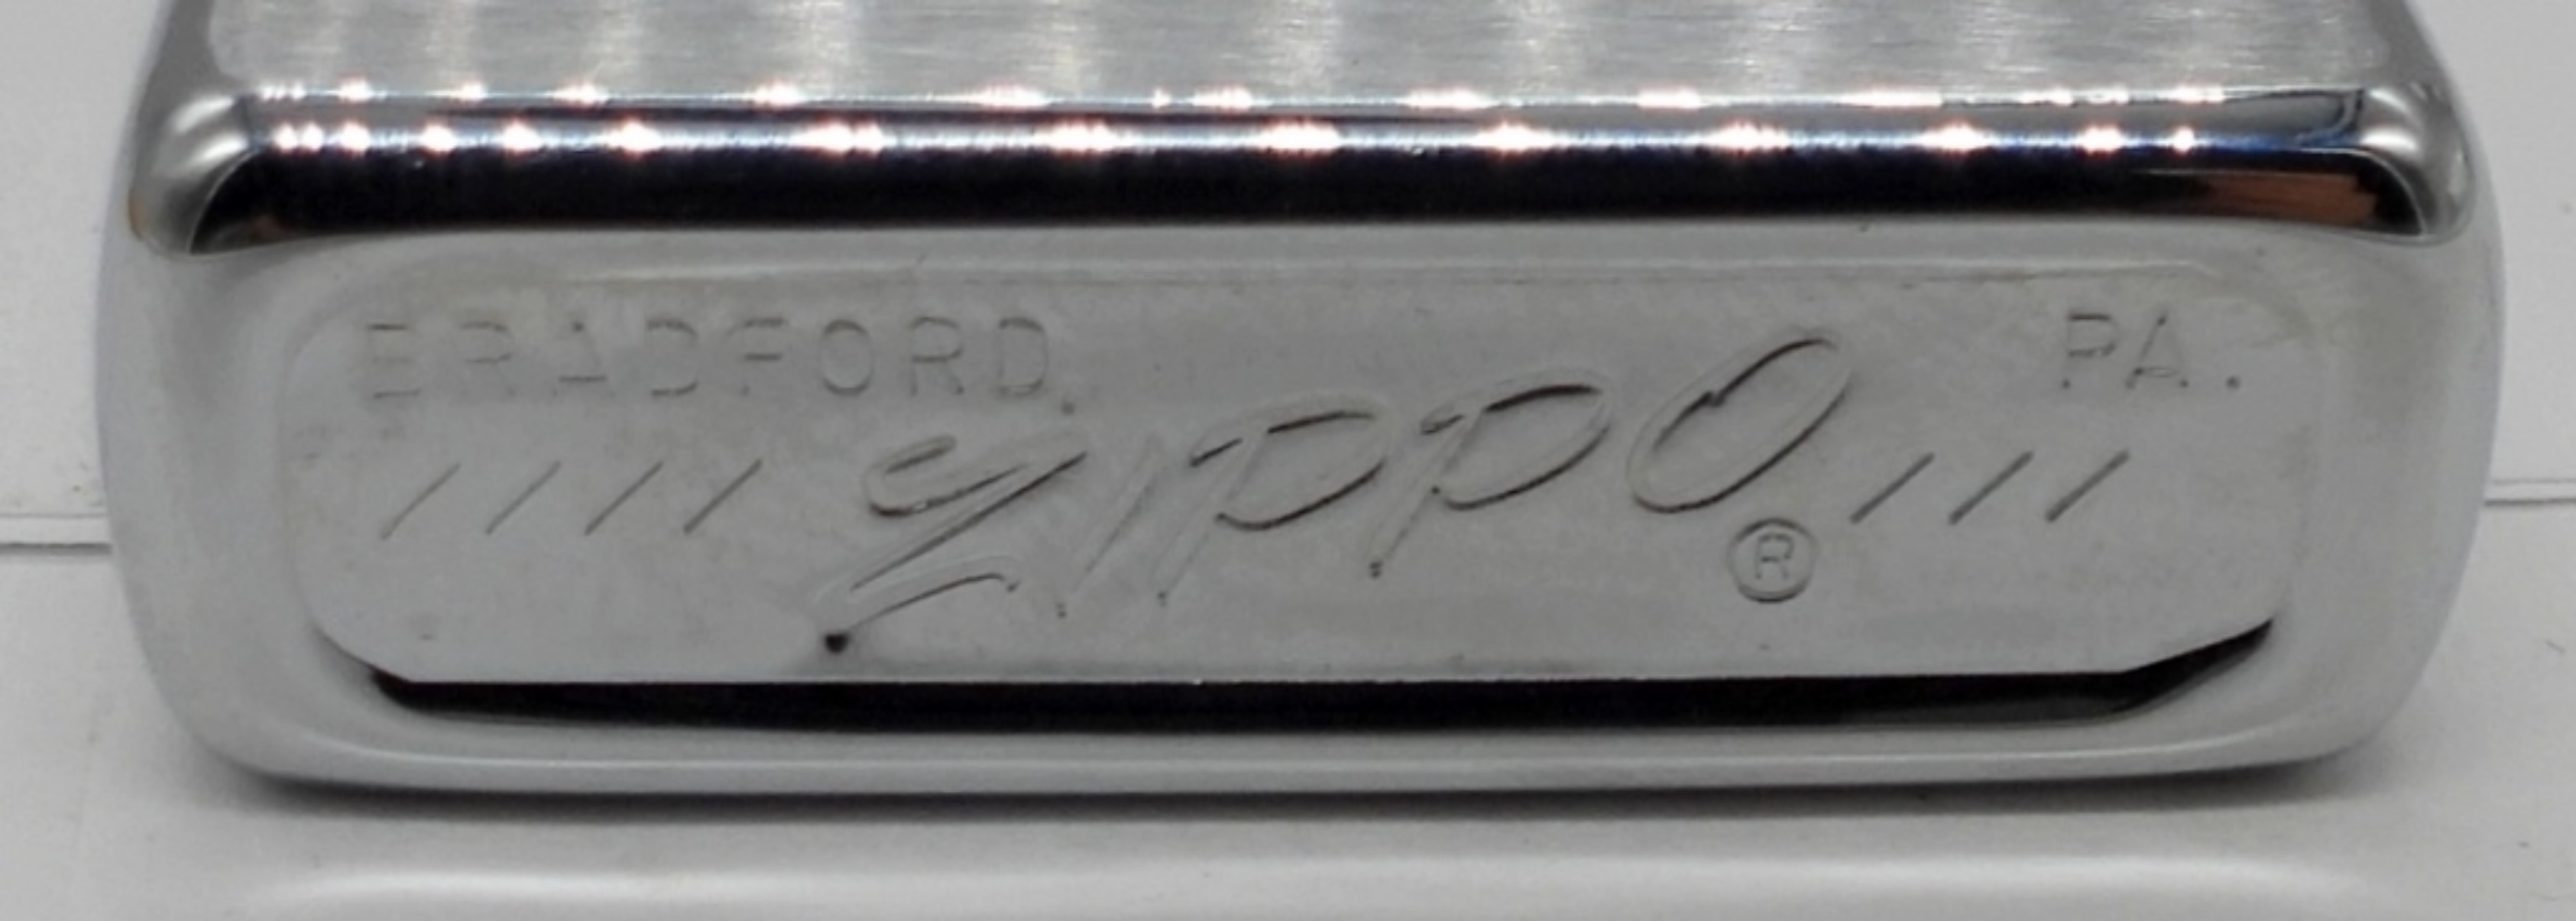 BRADFORD, PA.
//// ZIPPO ® ///